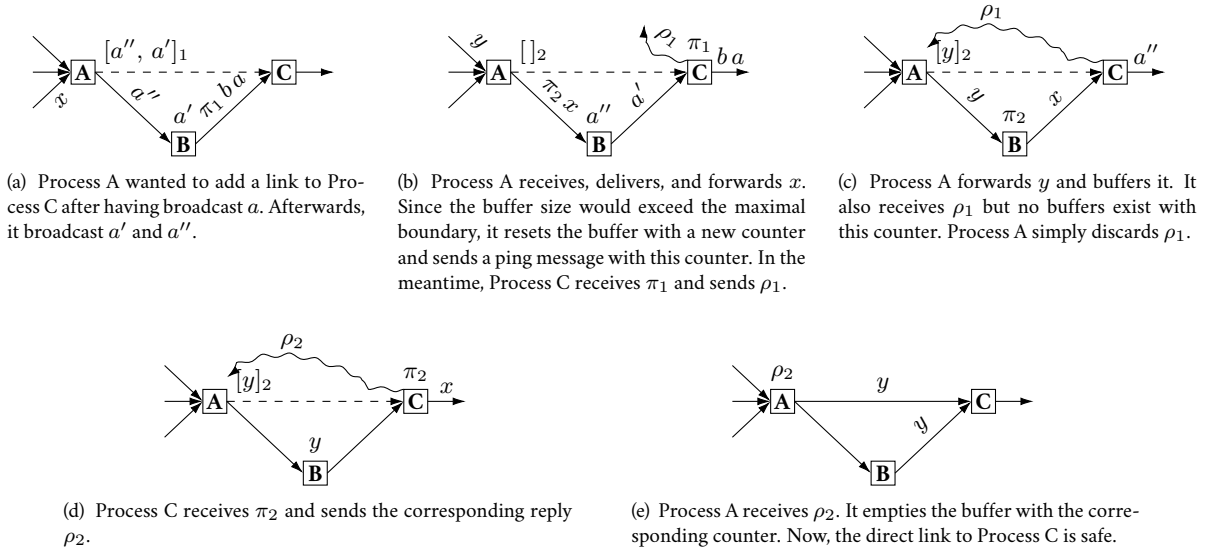 [a″, a′]₁
A
C
x
a″
a′
π₁ b a
B
(a) Process A wanted to add a link to Pro-
cess C after having broadcast a. Afterwards,
it broadcast a′ and a″.
y
[ ]₂
ρ₁
π₁
b a
A
C
π₂ x
a″
a′
B
(b) Process A receives, delivers, and forwards x.
Since the buffer size would exceed the maximal
boundary, it resets the buffer with a new counter
and sends a ping message with this counter. In the
meantime, Process C receives π₁ and sends ρ₁.
ρ₁
[y]₂
a″
A
C
y
π₂
x
B
(c) Process A forwards y and buffers it. It
also receives ρ₁ but no buffers exist with
this counter. Process A simply discards ρ₁.
ρ₂
[y]₂
π₂
x
A
C
y
B
(d) Process C receives π₂ and sends the corresponding reply
ρ₂.
ρ₂
y
A
C
y
B
(e) Process A receives ρ₂. It empties the buffer with the corre-
sponding counter. Now, the direct link to Process C is safe.